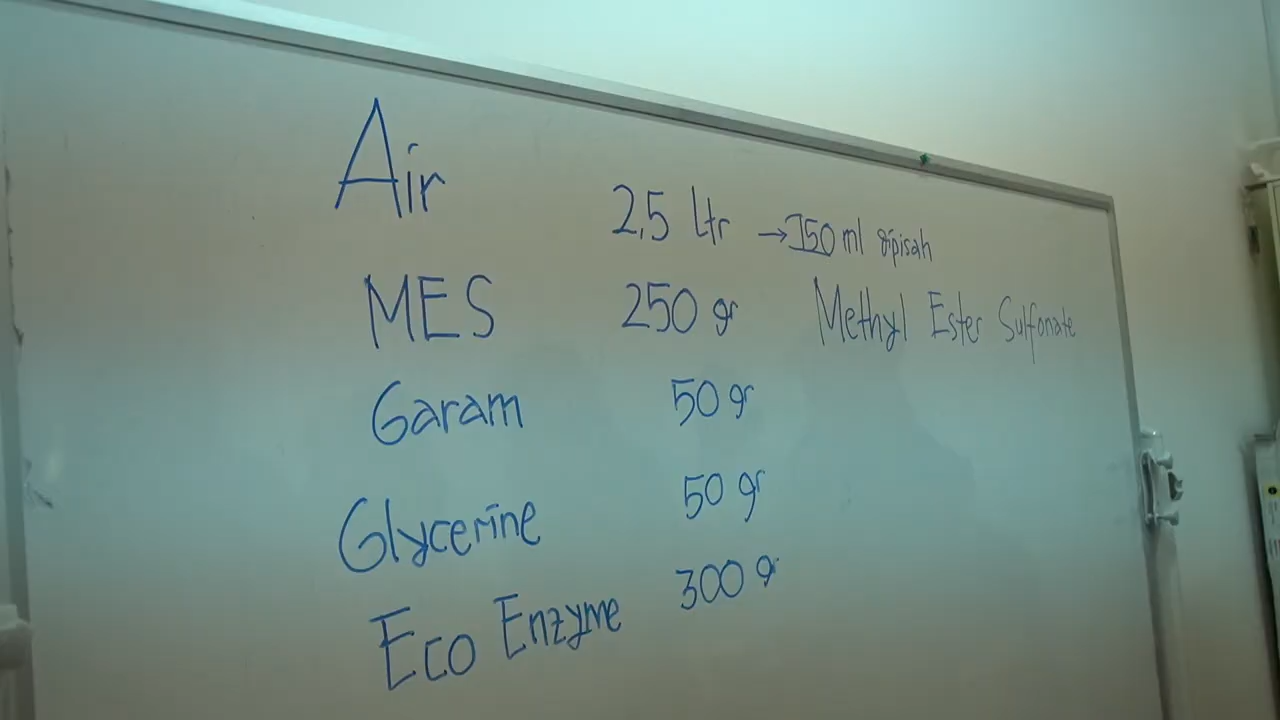 Air 2,5 ltr → 150 ml dipisah
MES 250 gr Methyl Ester Sulfonate
Garam 50 gr
Glycerine 50 gr
Eco Enzyme 300 gr